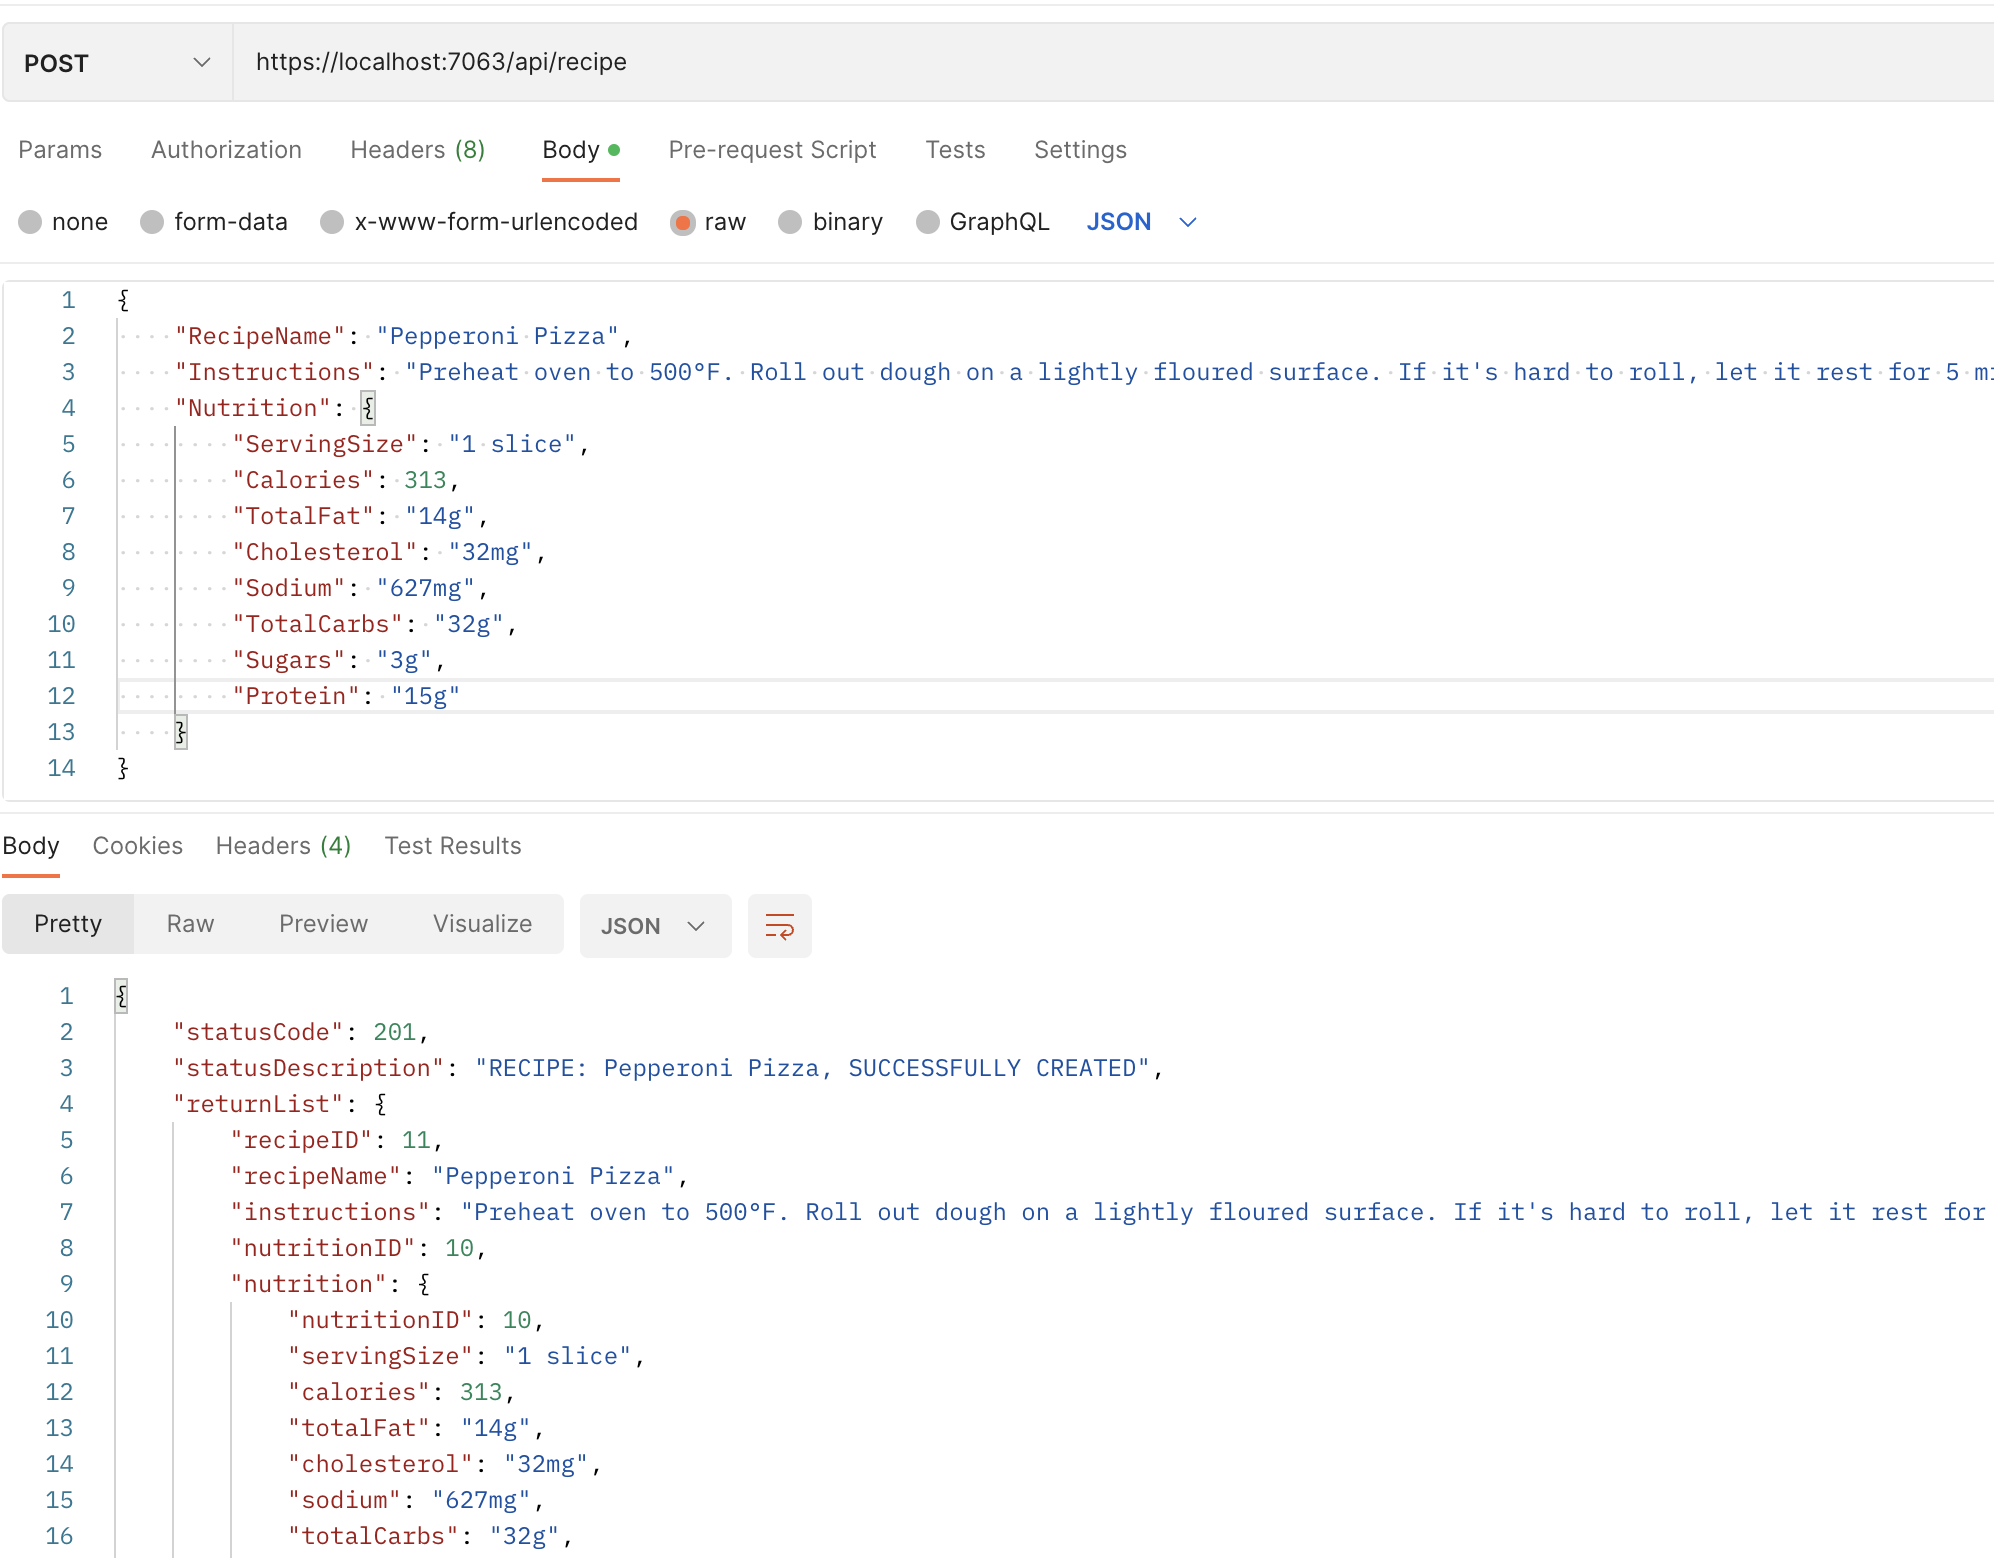 POST https://localhost:7063/api/recipe
Params Authorization Headers (8) Body Pre-request Script Tests Settings
none form-data x-www-form-urlencoded raw binary GraphQL JSON
1 {
2 "RecipeName": "Pepperoni Pizza",
3 "Instructions": "Preheat oven to 500°F. Roll out dough on a lightly floured surface. If it's hard to roll, let it rest for 5
4 "Nutrition": {
5 "ServingSize": "1 slice",
6 "Calories": 313,
7 "TotalFat": "14g",
8 "Cholesterol": "32mg",
9 "Sodium": "627mg",
10 "TotalCarbs": "32g",
11 "Sugars": "3g",
12 "Protein": "15g"
13 }
14 }
Body Cookies Headers (4) Test Results
Pretty Raw Preview Visualize JSON
1 {
2 "statusCode": 201,
3 "statusDescription": "RECIPE: Pepperoni Pizza, SUCCESSFULLY CREATED",
4 "returnList": {
5 "recipeID": 11,
6 "recipeName": "Pepperoni Pizza",
7 "instructions": "Preheat oven to 500°F. Roll out dough on a lightly floured surface. If it's hard to roll, let it rest for
8 "nutritionID": 10,
9 "nutrition": {
10 "nutritionID": 10,
11 "servingSize": "1 slice",
12 "calories": 313,
13 "totalFat": "14g",
14 "cholesterol": "32mg",
15 "sodium": "627mg",
16 "totalCarbs": "32g",